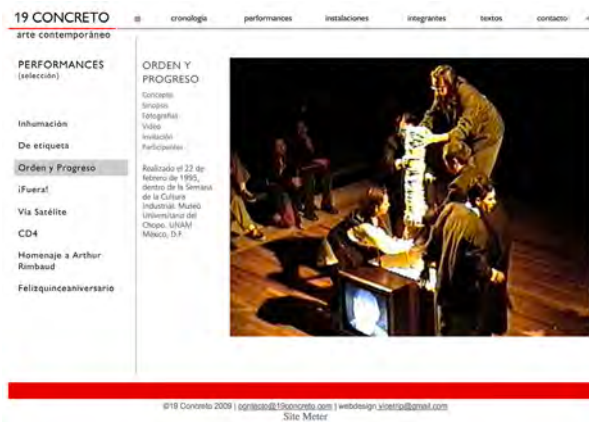 19 CONCRETO
arte contemporáneo
cronología performances instalaciones integrantes textos contacto
PERFORMANCES
(selección)
Inhumación
De etiqueta
Orden y Progreso
¡Fuera!
Vía Satélite
CD4
Homenaje a Arthur
Rimbaud
Felizquinceaniversario
ORDEN Y
PROGRESO
Concepto
Sinopsis
Fotografías
Video
Invitación
Participantes
Realizado el 22 de
febrero de 1995,
dentro de la Semana
de la Cultura
Industrial. Museo
Universitario del
Chopo. UNAM
México, D.F.
©19 Concreto 2009 | contacto@19concreto.com | webdesign vicetrip@gmail.com
Site Meter